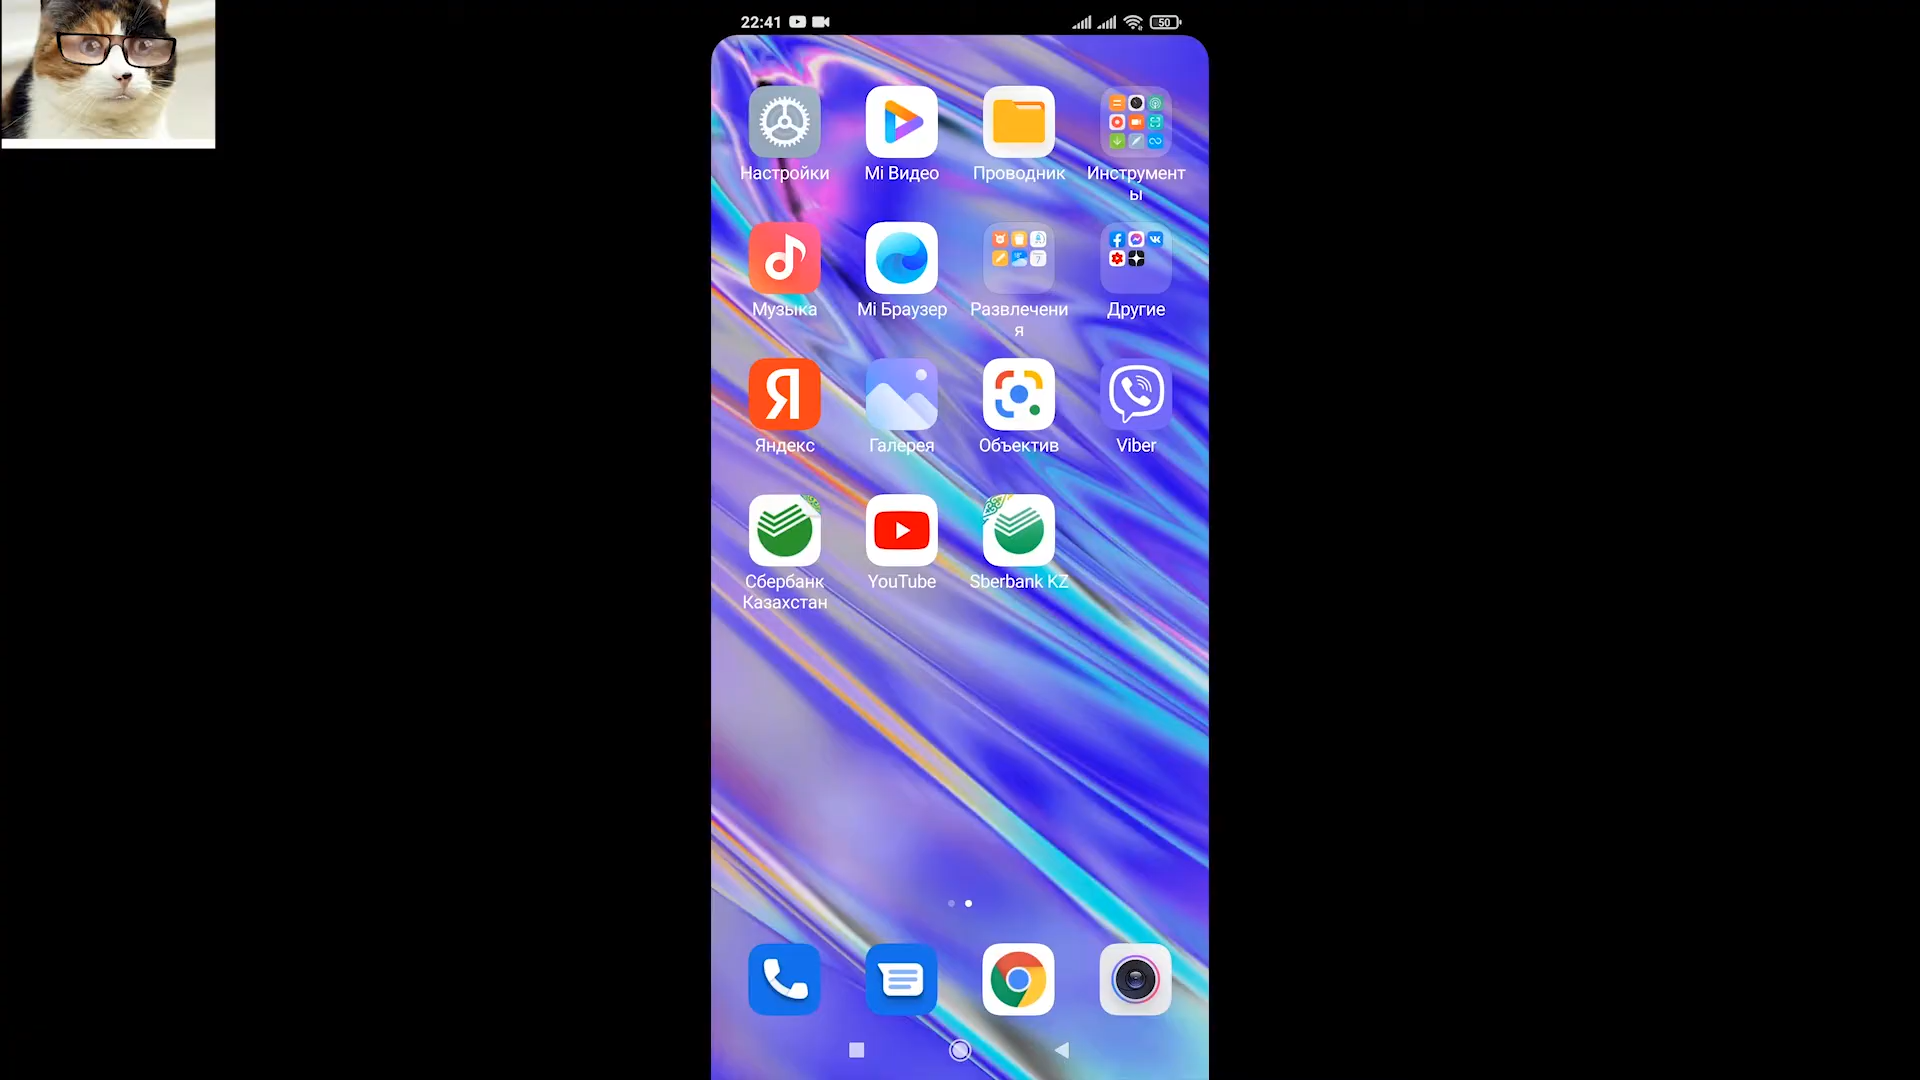 22:41
50
Настройки
Mi Видео
Проводник
Инструмент
ы
Музыка
Mi Браузер
Развлечени
я
Другие
Я
Яндекс
Галерея
Объектив
Viber
Сбербанк
Казахстан
YouTube
Sberbank KZ